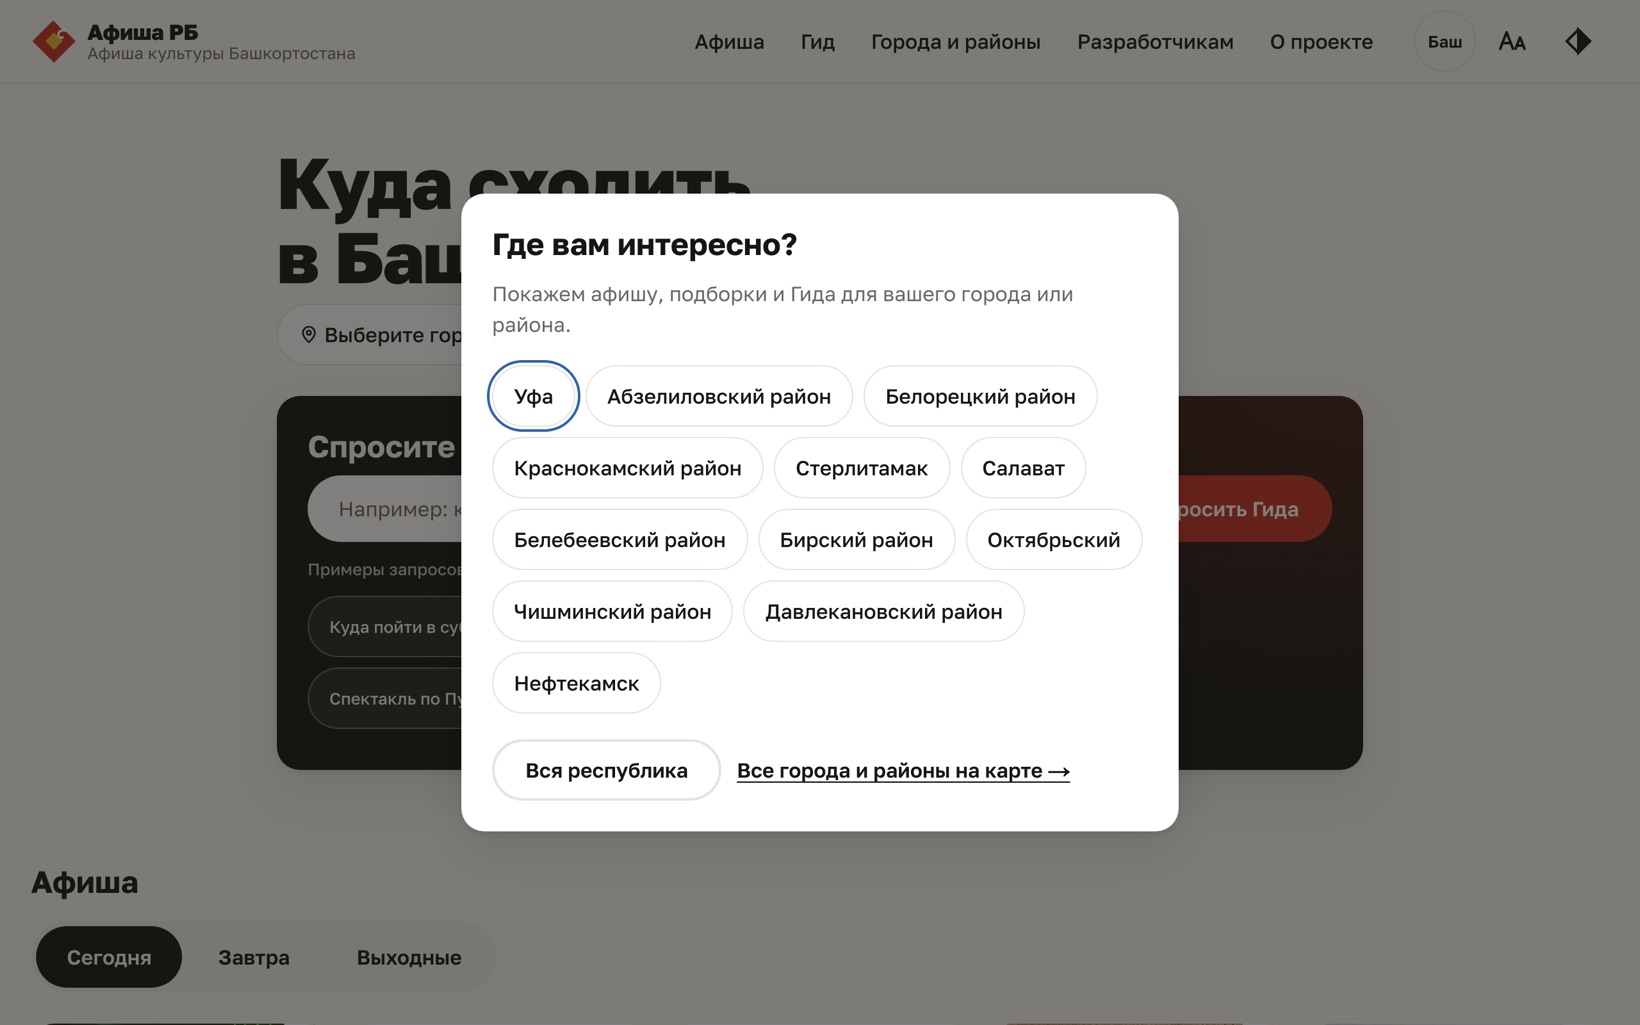 Афиша РБ
Афиша культуры Башкортостана
Афиша
Гид
Города и районы
Разработчикам
О проекте
Баш
АА
Куда сходить
в Баш
Выберите гор
Где вам интересно?
Покажем афишу, подборки и Гида для вашего города или
района.
Уфа
Абзелиловский район
Белорецкий район
Краснокамский район
Стерлитамак
Салават
Белебеевский район
Бирский район
Октябрьский
Чишминский район
Давлекановский район
Нефтекамск
Вся республика
Все города и районы на карте →
Спросите
Например: к
росить Гида
Примеры запросов
Куда пойти в суб
Спектакль по Пу
Афиша
Сегодня
Завтра
Выходные